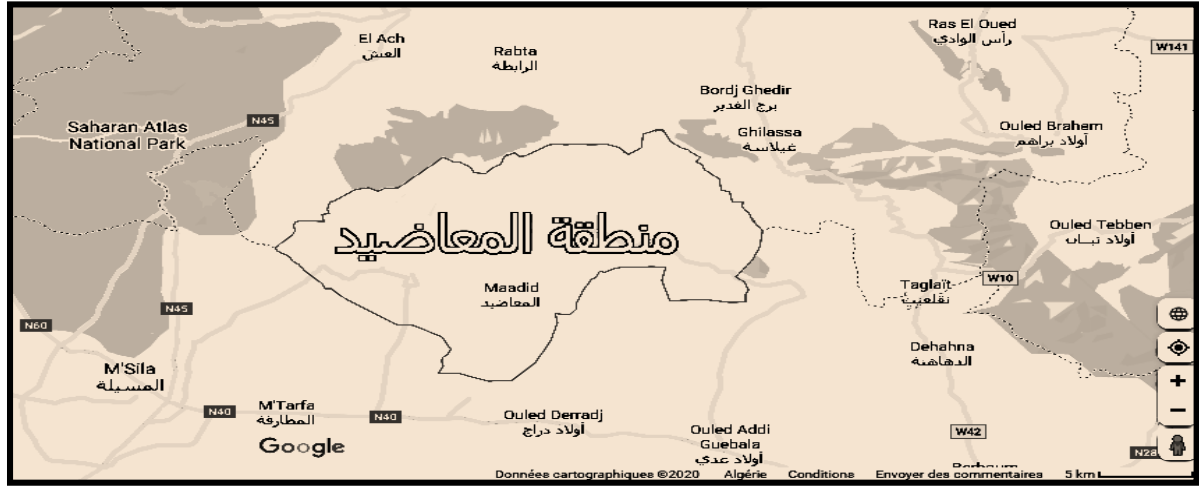 Ras El Oued
رأس الوادي
W141
El Ach
العش
Rabta
الرابطة
Bordj Ghedir
برج الغدير
N45
Saharan Atlas
National Park
Ghilassa
غيلاسة
Ouled Brahem
أولاد براهم
منطقة المعاضيد
Ouled Tebben
أولاد تبان
Maadid
المعاضيد
Taglaït
W10
N45
N60
Dehahna
الدهاهنة
M'Sila
المسيلة
M'Tarfa
المطارفة
N40
N40
Ouled Derradj
أولاد دراج
Ouled Addi
Guebala
أولاد عدي
W42
N28
Google
Données cartographiques ©2020 Algérie Conditions Envoyer des commentaires 5 km